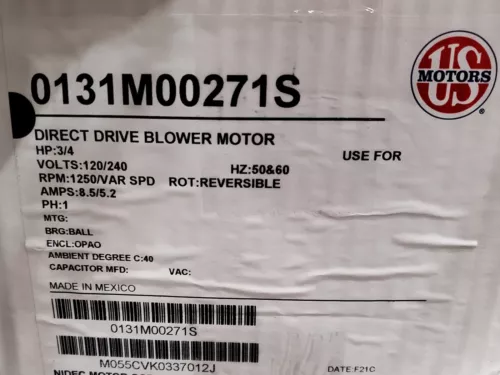 0131M00271S
US
MOTORS
DIRECT DRIVE BLOWER MOTOR
HP:3/4
USE FOR
VOLTS:120/240 HZ:50&60
RPM:1250/VAR SPD ROT:REVERSIBLE
AMPS:8.5/5.2
PH:1
MTG:
BRG:BALL
ENCL:OPAO
AMBIENT DEGREE C:40
CAPACITOR MFD: VAC:
MADE IN MEXICO
0131M00271S
M055CVK0337012J
DATE:F21C
NIDEC MOTOR